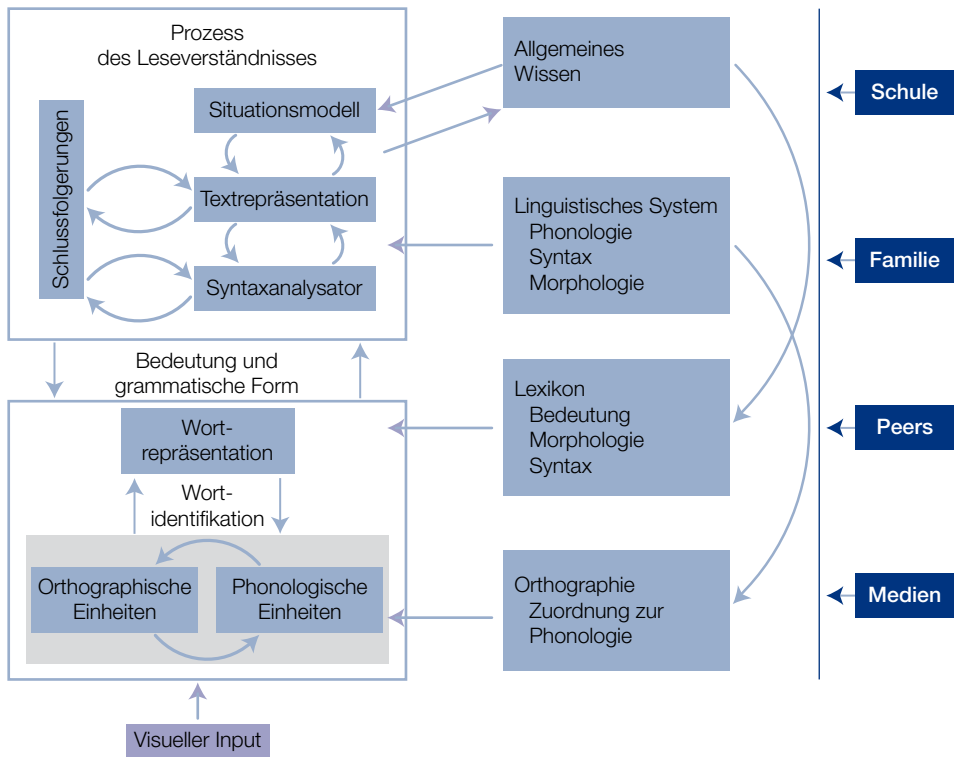 Prozess
des Leseverständnisses
Situationsmodell
Schlussfolgerungen
Textrepräsentation
Syntaxanalysator
Bedeutung und
grammatische Form
Wort-
repräsentation
Wort-
identifikation
Orthographische
Einheiten
Phonologische
Einheiten
Visueller Input
Allgemeines
Wissen
Linguistisches System
Phonologie
Syntax
Morphologie
Lexikon
Bedeutung
Morphologie
Syntax
Orthographie
Zuordnung zur
Phonologie
Schule
Familie
Peers
Medien